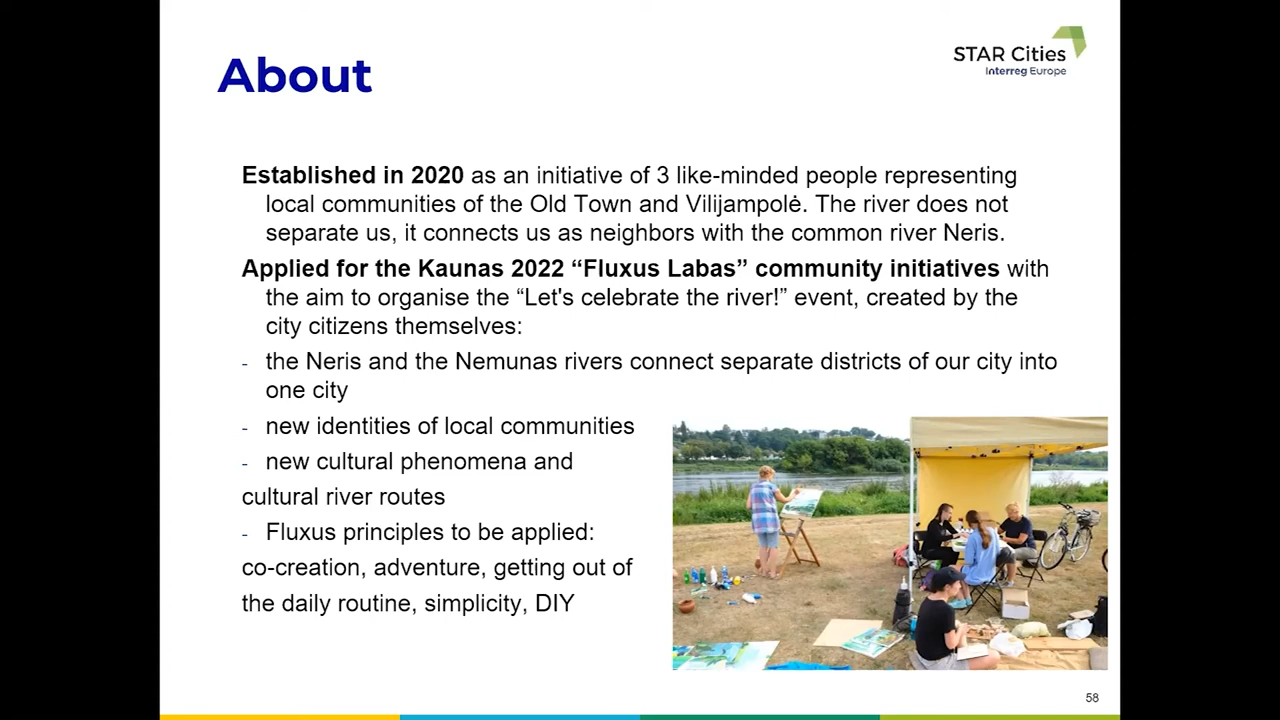 STAR Cities
Interreg Europe
About
Established in 2020 as an initiative of 3 like-minded people representing
local communities of the Old Town and Vilijampolė. The river does not
separate us, it connects us as neighbors with the common river Neris.
Applied for the Kaunas 2022 “Fluxus Labas” community initiatives with
the aim to organise the “Let's celebrate the river!” event, created by the
city citizens themselves:
- the Neris and the Nemunas rivers connect separate districts of our city into
one city
- new identities of local communities
- new cultural phenomena and
cultural river routes
- Fluxus principles to be applied:
co-creation, adventure, getting out of
the daily routine, simplicity, DIY
58